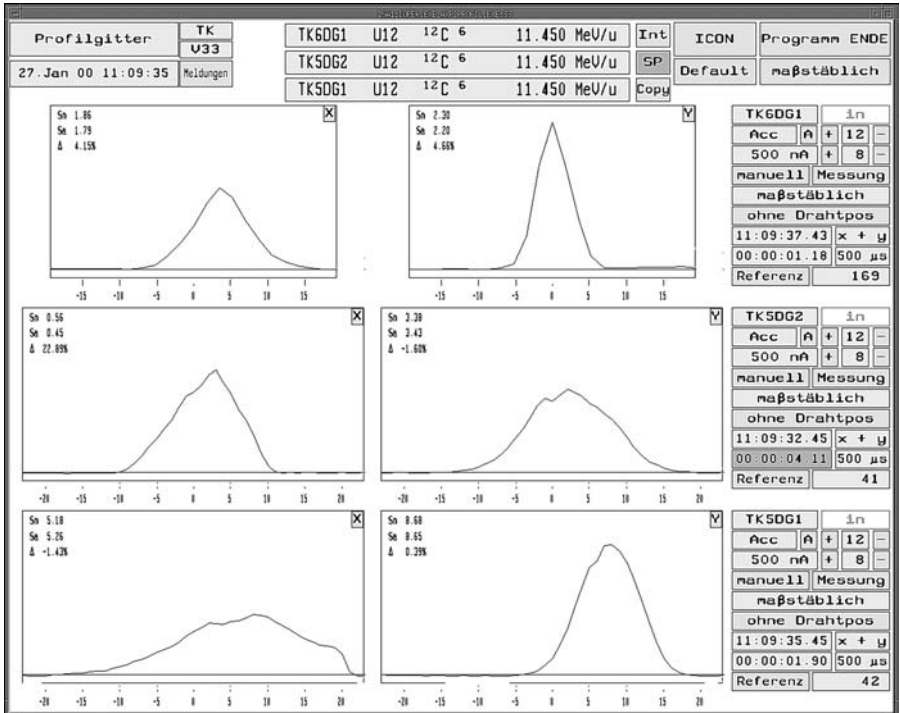 Profilgitter
TK
V33
27.Jan 00 11:09:35
Meldungen
TK6DG1 U12 12C 6 11.450 MeV/u
TK5DG2 U12 12C 6 11.450 MeV/u
TK5DG1 U12 12C 6 11.450 MeV/u
Int
SP
Copy
ICON
Programm ENDE
Default
maßstäblich
Sn 1.86
Se 1.79
Δ 4.15%
X
-15 -10 -5 0 5 10 15
Sn 2.30
Se 2.20
Δ 4.66%
Y
-15 -10 -5 0 5 10 15
TK6DG1 in
Acc A + 12 -
500 nA + 8 -
manuell Messung
maßstäblich
ohne Drahtpos
11:09:37.43 x + y
00:00:01.18 500 µs
Referenz 169
Sn 0.56
Se 0.45
Δ 22.89%
X
-20 -15 -10 -5 0 5 10 15 20
Sn 3.38
Se 3.43
Δ -1.60%
Y
-20 -15 -10 -5 0 5 10 15 20
TK5DG2 in
Acc A + 12 -
500 nA + 8 -
manuell Messung
maßstäblich
ohne Drahtpos
11:09:32.45 x + y
00:00:04.11 500 µs
Referenz 41
Sn 5.18
Se 5.26
Δ -1.43%
X
-20 -15 -10 -5 0 5 10 15 20
Sn 8.68
Se 8.65
Δ 0.39%
Y
-20 -15 -10 -5 0 5 10 15 20
TK5DG1 in
Acc A + 12 -
500 nA + 8 -
manuell Messung
maßstäblich
ohne Drahtpos
11:09:35.45 x + y
00:00:01.90 500 µs
Referenz 42